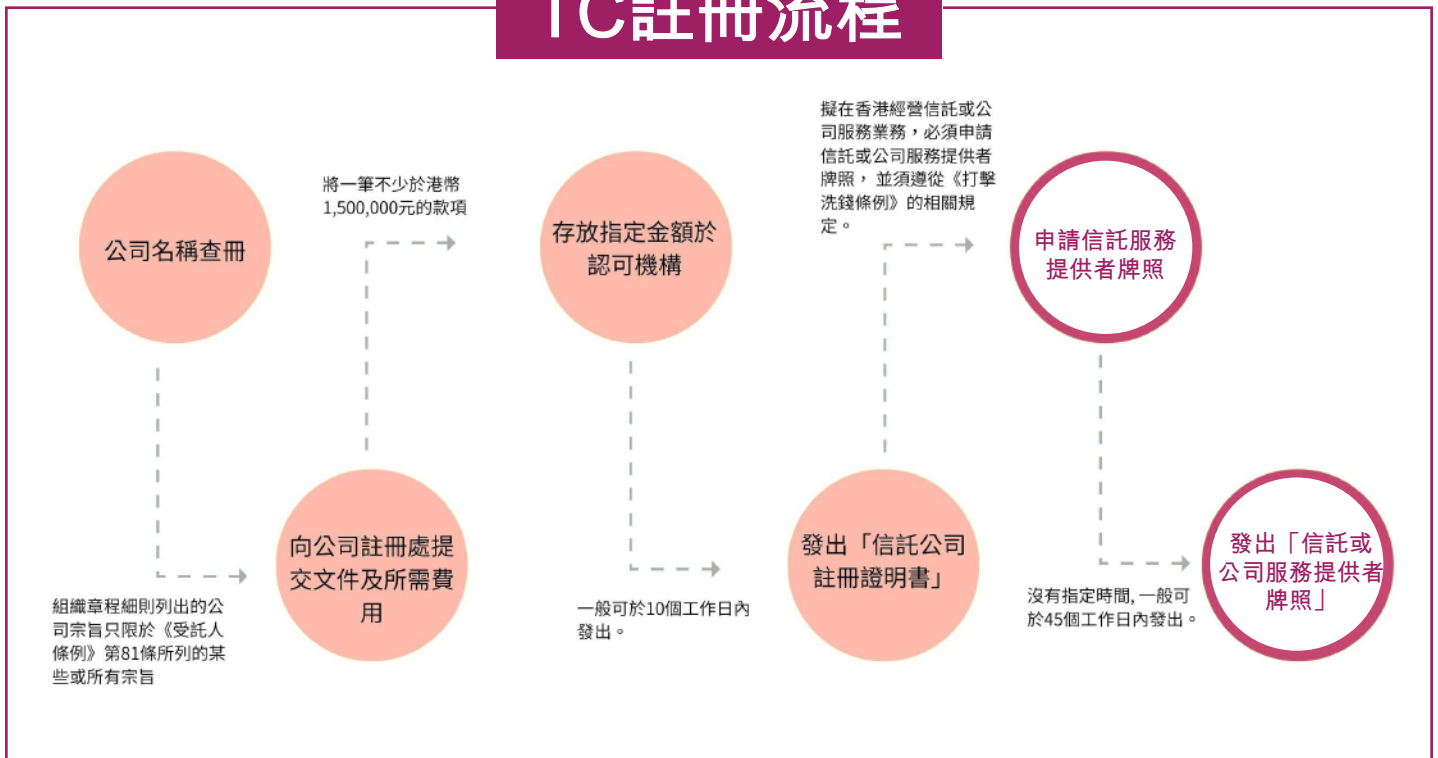 TC註冊流程
公司名稱查冊
組織章程細則列出的公
司宗旨只限於《受託人
條例》第81條所列的某
些或所有宗旨
向公司註冊處提
交文件及所需費
用
將一筆不少於港幣
1,500,000元的款項
存放指定金額於
認可機構
一般可於10個工作日內
發出。
發出「信託公司
註冊證明書」
擬在香港經營信託或公
司服務業務，必須申請
信託或公司服務提供者
牌照， 並須遵從《打擊
洗錢條例》的相關規
定。
申請信託服務
提供者牌照
沒有指定時間, 一般可
於45個工作日內發出。
發出「信託或
公司服務提供者
牌照」